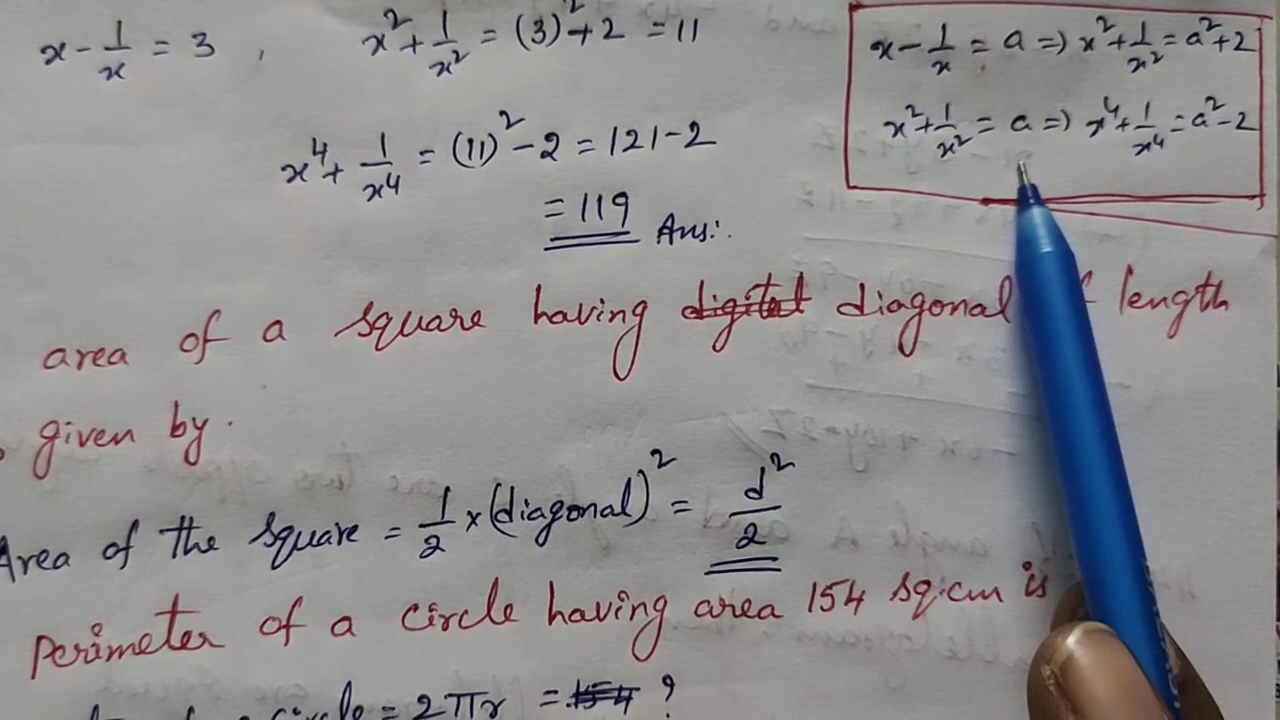 x - 1/x = 3 , x² + 1/x² = (3)² + 2 = 11
x - 1/x = a => x² + 1/x² = a² + 2
x² + 1/x² = a => x⁴ + 1/x⁴ = a² - 2
x⁴ + 1/x⁴ = (11)² - 2 = 121 - 2
= 119 Ans:.
area of a square having diagonal length
given by.
Area of the square = 1/2 × (diagonal)² = d²/2
Perimeter of a circle having area 154 sq.cm is
circle = 2πr = 154 ?